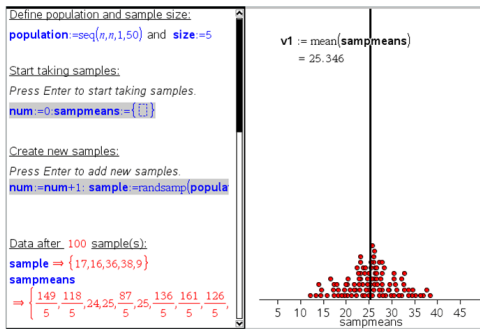 Define population and sample size:
population:=seq(n,n,1,50) and size:=5
Start taking samples:
Press Enter to start taking samples.
num:=0:sampmeans:={}
Create new samples:
Press Enter to add new samples.
num:=num+1: sample:=randsamp(popula
Data after 100 sample(s):
sample ⇒ {17,16,36,38,9}
sampmeans
⇒ {149/5, 118/5, 24,25, 87/5, 25, 136/5, 161/5, 126/5,
v1 := mean(sampmeans)
= 25.346
5 10 15 20 25 30 35 40 45
sampmeans